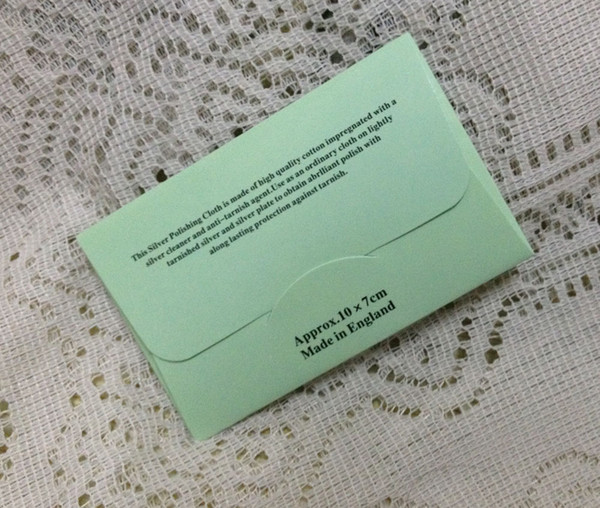 This Silver Polishing Cloth is made of high quality cotton impregnated with a
silver cleaner and anti-tarnish agent.Use as an ordinary cloth on lightly
tarnished silver and silver plate to obtain abrelliant polish with
along lasting protection against tarnish.
Approx.10 × 7cm
Made in England